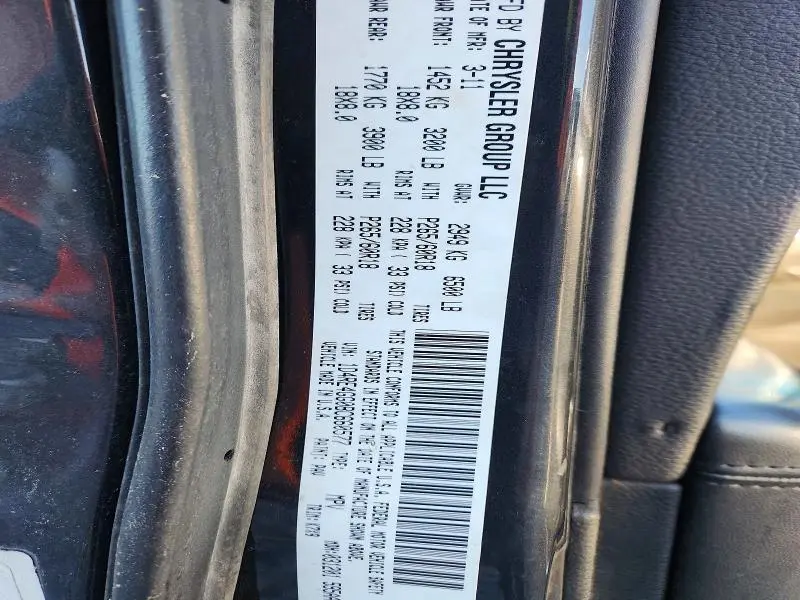 MFD BY CHRYSLER GROUP LLC
DATE OF MFR: 3-11 GVWR: 2949 KG 6500 LB
GAWR FRONT: 1452 KG 3200 LB WITH P265/60R18 TIRES
18X8.0 RIMS AT 228 KPA( 33 PSI) COLD
GAWR REAR: 1770 KG 3900 LB WITH P265/60R18 TIRES
18X8.0 RIMS AT 228 KPA( 33 PSI) COLD
THIS VEHICLE CONFORMS TO ALL APPLICABLE U.S.A. FEDERAL MOTOR VEHICLE SAFETY
STANDARDS IN EFFECT ON THE DATE OF MANUFACTURE SHOWN ABOVE.
VIN: TYPE: MPV
VEHICLE MADE IN U.S.A. PAINT: TRIM: